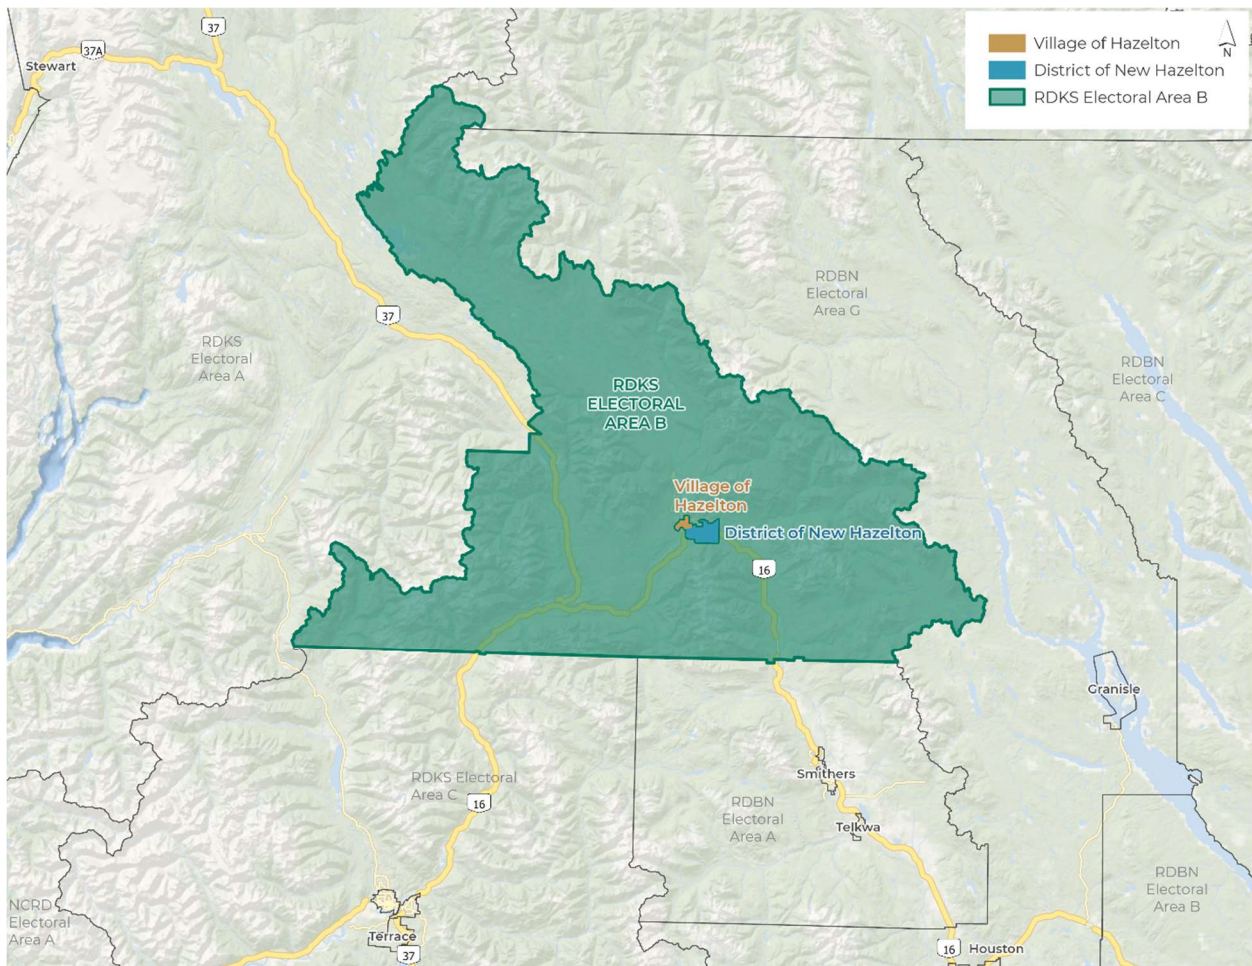 37
37A
Stewart
Village of Hazelton
District of New Hazelton
RDKS Electoral Area B
N
RDBN
Electoral
Area G
37
RDKS
Electoral
Area A
RDBN
Electoral
Area C
RDKS
ELECTORAL
AREA B
Village of
Hazelton
District of New Hazelton
16
Granisle
RDKS Electoral
Area C
16
Smithers
RDBN
Electoral
Area A
Telkwa
RDBN
Electoral
Area B
NCRD
Electoral
Area A
Terrace
37
16
Houston